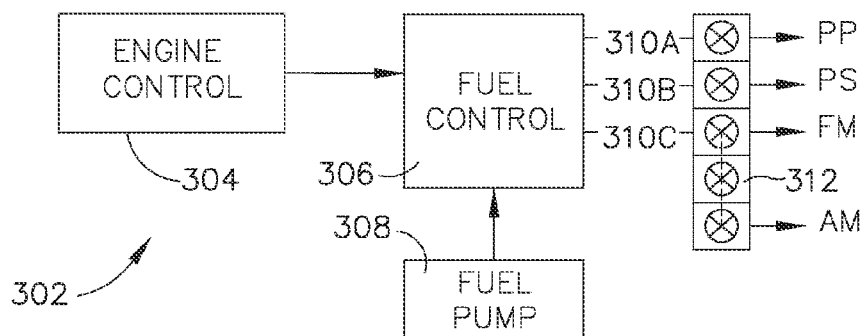 ENGINE
CONTROL
304
302
FUEL
CONTROL
306
308
FUEL
PUMP
310A
PP
310B
PS
310C
FM
312
AM